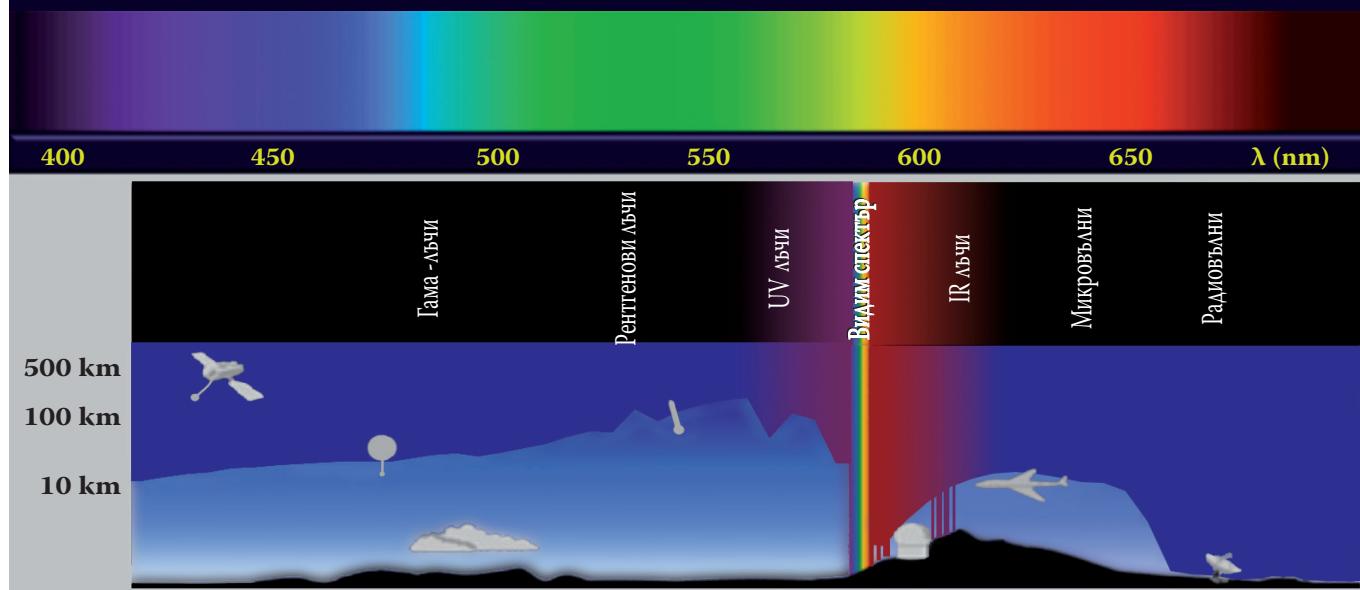 400 450 500 550 600 650 λ (nm)
Гама - лъчи
Рентгенови лъчи
UV лъчи
Видим спектър
IR лъчи
Микровълни
Радиовълни
500 km
100 km
10 km